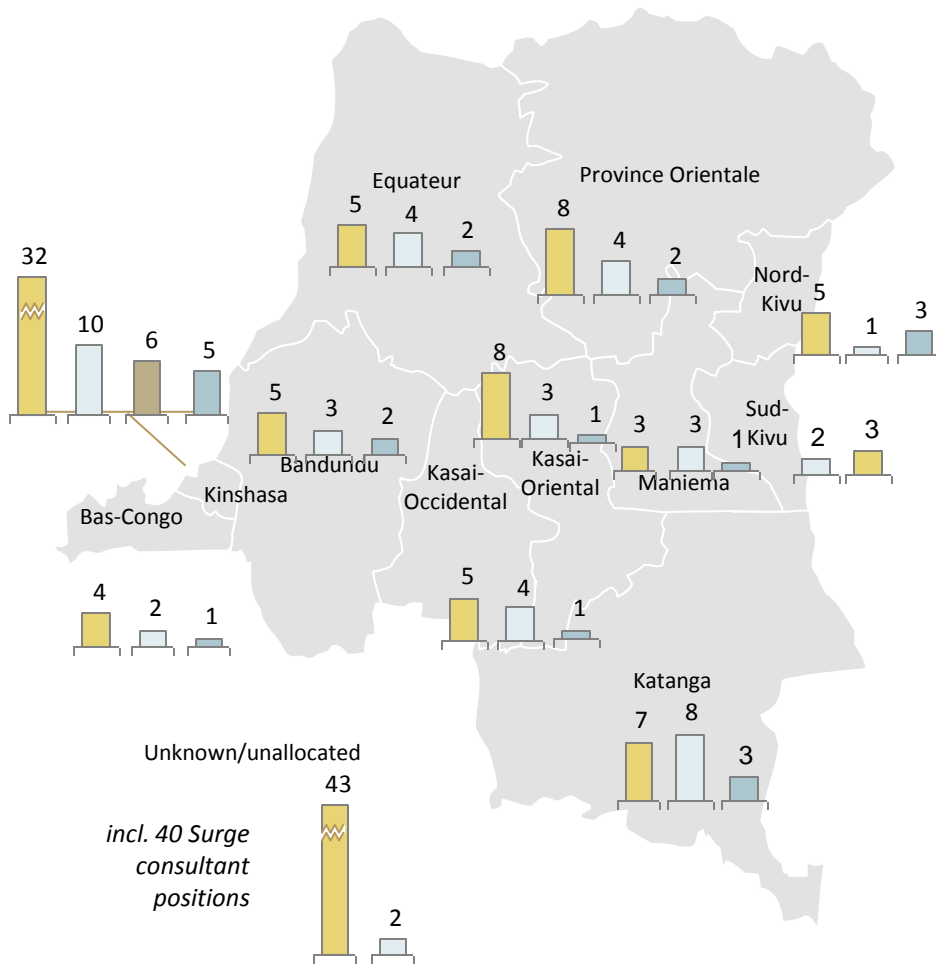 Equateur
5 4 2
Province Orientale
8 4 2
32 10 6 5
Nord-
Kivu
5 1 3
5 3 2
Bandundu
8 3 1
Kasai-
Oriental
3 3 1
Maniema
Sud-
Kivu
2 3
Kasai-
Occidental
Kinshasa
Bas-Congo
4 2 1
5 4 1
Katanga
7 8 3
Unknown/unallocated
43 2
incl. 40 Surge
consultant
positions